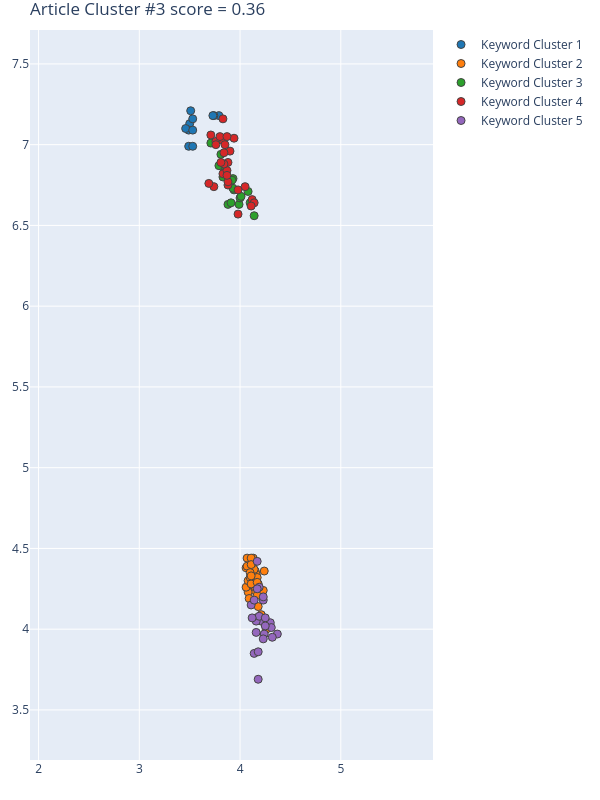 Article Cluster #3 score = 0.36
Keyword Cluster 1
Keyword Cluster 2
Keyword Cluster 3
Keyword Cluster 4
Keyword Cluster 5
7.5
7
6.5
6
5.5
5
4.5
4
3.5
2 3 4 5